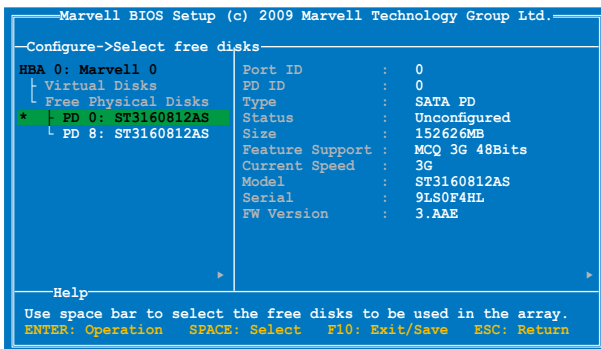 Marvell BIOS Setup (c) 2009 Marvell Technology Group Ltd.
Configure->Select free disks
HBA 0: Marvell 0
Virtual Disks
Free Physical Disks
* PD 0: ST3160812AS
PD 8: ST3160812AS
Port ID : 0
PD ID : 0
Type : SATA PD
Status : Unconfigured
Size : 152626MB
Feature Support : MCQ 3G 48Bits
Current Speed : 3G
Model : ST3160812AS
Serial : 9LS0F4HL
FW Version : 3.AAE
Help
Use space bar to select the free disks to be used in the array.
ENTER: Operation SPACE: Select F10: Exit/Save ESC: Return